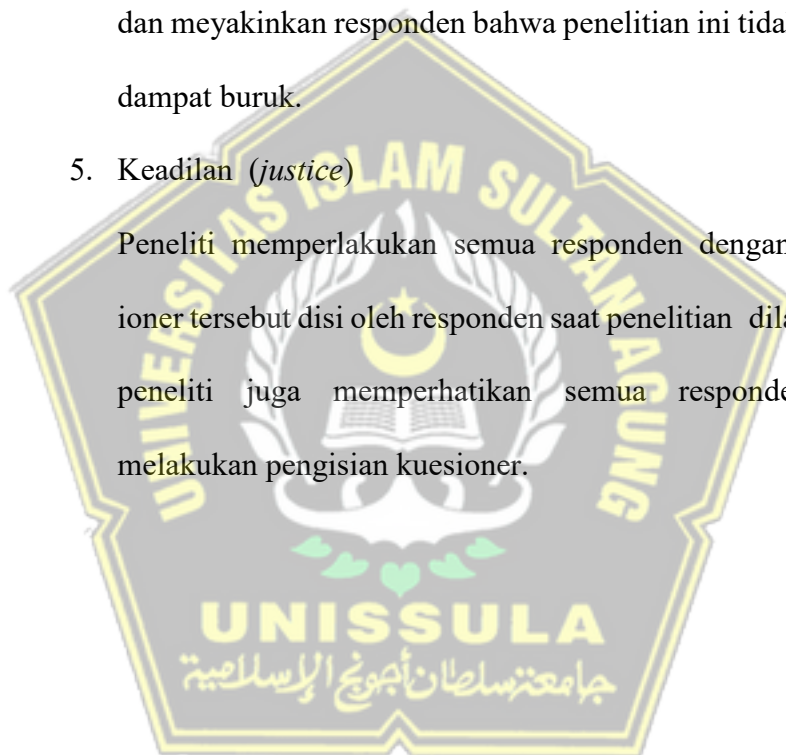 dan meyakinkan responden bahwa penelitian ini tida
dampat buruk.
5. Keadilan (justice)
Peneliti memperlakukan semua responden dengan
ioner tersebut disi oleh responden saat penelitian dila
peneliti juga memperhatikan semua responde
melakukan pengisian kuesioner.
UNIVERSITAS ISLAM SULTAN AGUNG
UNISSULA
جامعة سلطان أجونج الإسلامية